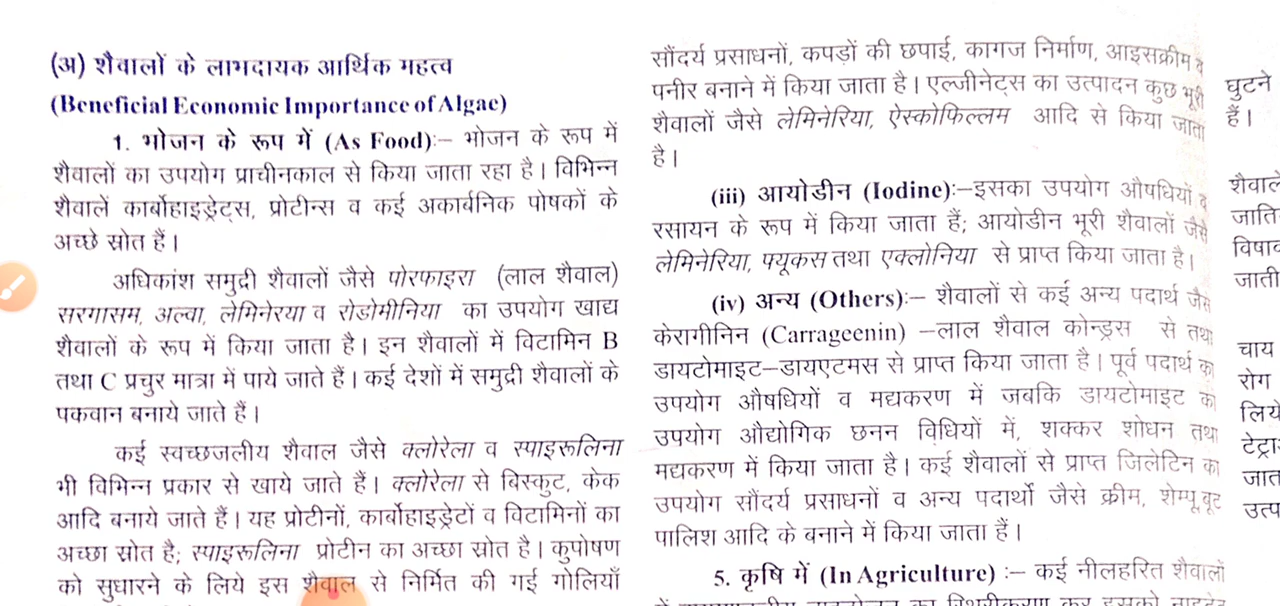 (अ) शैवालों के लाभदायक आर्थिक महत्व
(Beneficial Economic Importance of Algae)
1. भोजन के रूप में (As Food):– भोजन के रूप में
शैवालों का उपयोग प्राचीनकाल से किया जाता रहा है। विभिन्न
शैवालें कार्बोहाइड्रेट्स, प्रोटीन्स व कई अकार्बनिक पोषकों के
अच्छे स्रोत हैं।
अधिकांश समुद्री शैवालों जैसे पोरफाइरा (लाल शैवाल)
सरगासम, अल्वा, लेमिनेरया व रोडोमीनिया का उपयोग खाद्य
शैवालों के रूप में किया जाता है। इन शैवालों में विटामिन B
तथा C प्रचुर मात्रा में पाये जाते हैं। कई देशों में समुद्री शैवालों के
पकवान बनाये जाते हैं।
कई स्वच्छजलीय शैवाल जैसे क्लोरेला व स्पाइरूलिना
भी विभिन्न प्रकार से खाये जाते हैं। क्लोरेला से बिस्कुट, केक
आदि बनाये जाते हैं। यह प्रोटीनों, कार्बोहाइड्रेटों व विटामिनों का
अच्छा स्रोत है; स्पाइरूलिना प्रोटीन का अच्छा स्रोत है। कुपोषण
को सुधारने के लिये इस शैवाल से निर्मित की गई गोलियाँ
सौंदर्य प्रसाधनों, कपड़ों की छपाई, कागज निर्माण, आइसक्रीम व
पनीर बनाने में किया जाता है। एल्जीनेट्स का उत्पादन कुछ भूरी
शैवालों जैसे लेमिनेरिया, ऐस्कोफिल्लम आदि से किया जाता
है।
(iii) आयोडीन (Iodine):–इसका उपयोग औषधियों व
रसायन के रूप में किया जाता हैं; आयोडीन भूरी शैवालों जैसे
लेमिनेरिया, फ्यूकस तथा एक्लोनिया से प्राप्त किया जाता है।
(iv) अन्य (Others):– शैवालों से कई अन्य पदार्थ जैसे
केरागीनिन (Carrageenin) –लाल शैवाल कोन्ड्रस से तथा
डायटोमाइट–डायएटमस से प्राप्त किया जाता है। पूर्व पदार्थ का
उपयोग औषधियों व मद्यकरण में जबकि डायटोमाइट का
उपयोग औद्योगिक छनन विधियों में, शक्कर शोधन तथा
मद्यकरण में किया जाता है। कई शैवालों से प्राप्त जिलेटिन का
उपयोग सौंदर्य प्रसाधनों व अन्य पदार्थो जैसे क्रीम, शेम्पू,बूट
पालिश आदि के बनाने में किया जाता हैं।
5. कृषि में (In Agriculture) :– कई नीलहरित शैवालों
घुटने
हैं।
शैवाल
जाति
विषाव
जाती
चाय
रोग
लिये
टेट्रा
जात
उत्प